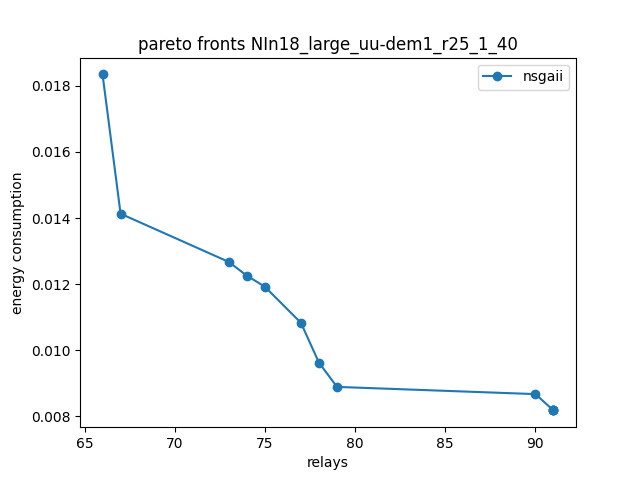 pareto fronts NIn18_large_uu-dem1_r25_1_40
nsgaii
0.018
0.016
0.014
0.012
0.010
0.008
energy consumption
65 70 75 80 85 90
relays